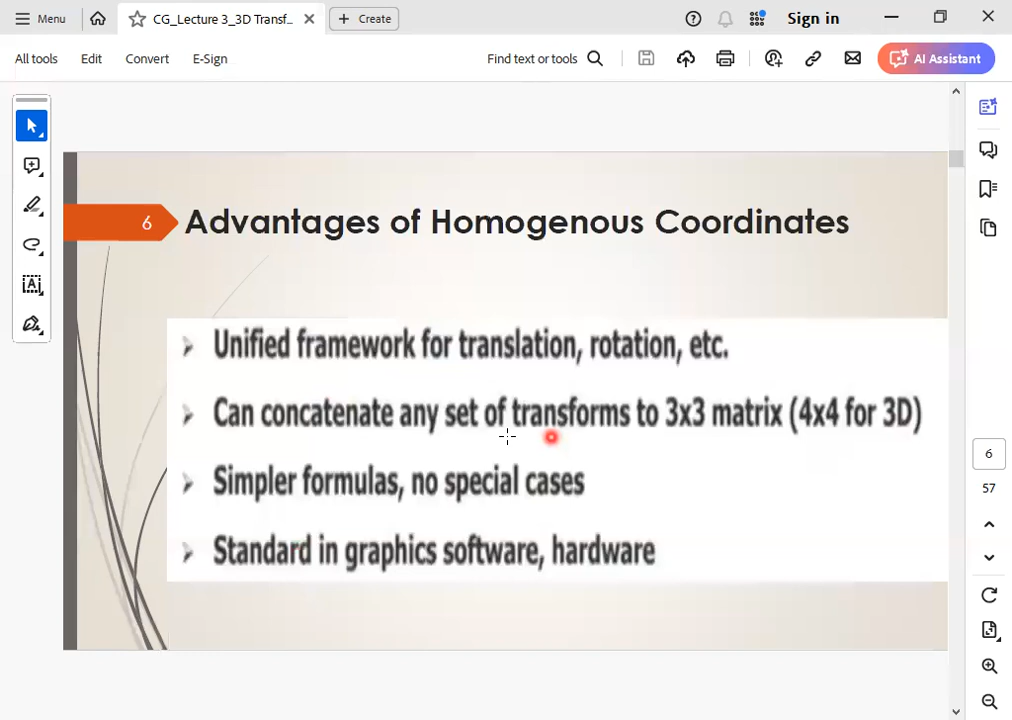 Menu
CG_Lecture 3_3D Transf...
Create
Sign in
All tools
Edit
Convert
E-Sign
Find text or tools
AI Assistant
6
Advantages of Homogenous Coordinates
Unified framework for translation, rotation, etc.
Can concatenate any set of transforms to 3x3 matrix (4x4 for 3D)
Simpler formulas, no special cases
Standard in graphics software, hardware
6
57